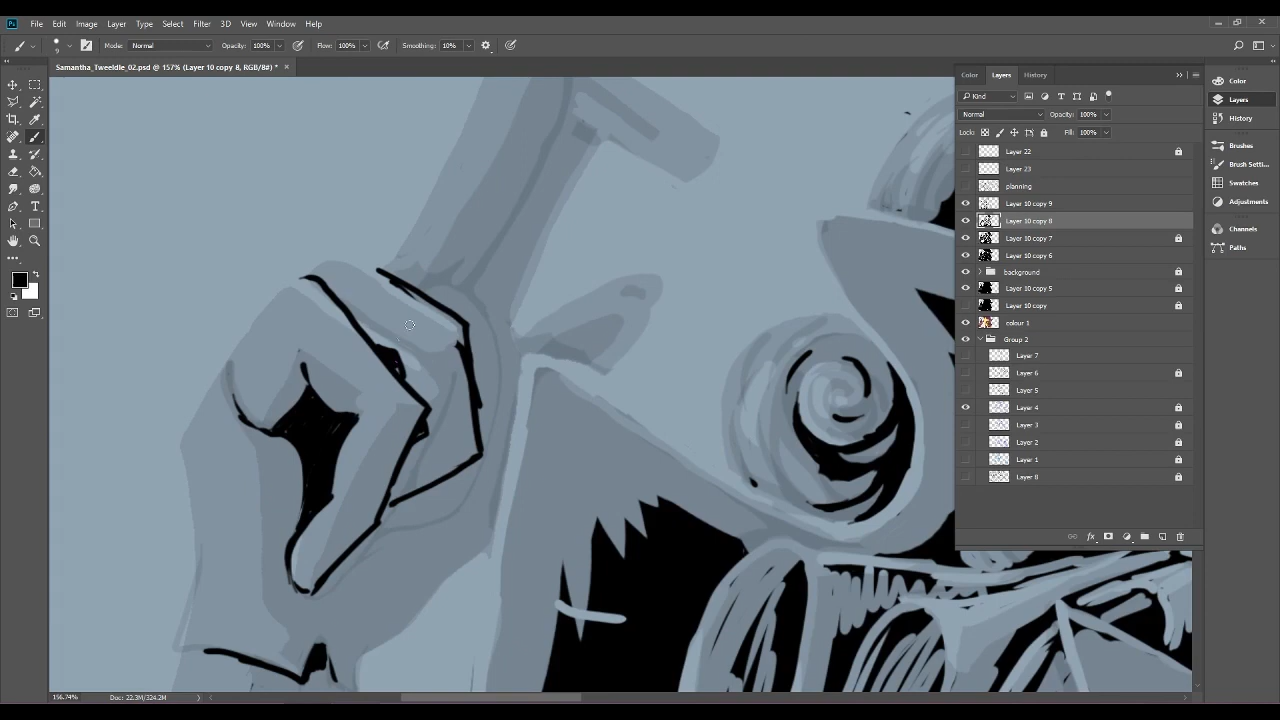 Ps File Edit Image Layer Type Select Filter 3D View Window Help
9 Mode: Normal Opacity: 100% Flow: 100% Smoothing: 10%
Samantha_Tweeldle_02.psd @ 157% (Layer 10 copy 8, RGB/8#) * ×
Color Layers History
Kind
Normal Opacity: 100%
Lock: Fill: 100%
Layer 22
Layer 23
planning
Layer 10 copy 9
Layer 10 copy 8
Layer 10 copy 7
Layer 10 copy 6
background
Layer 10 copy 5
Layer 10 copy
colour 1
Group 2
Layer 7
Layer 6
Layer 5
Layer 4
Layer 3
Layer 2
Layer 1
Layer 8
fx
Color
Layers
History
Brushes
Brush Setti...
Swatches
Adjustments
Channels
Paths
156.74% Doc: 22.3M/324.2M